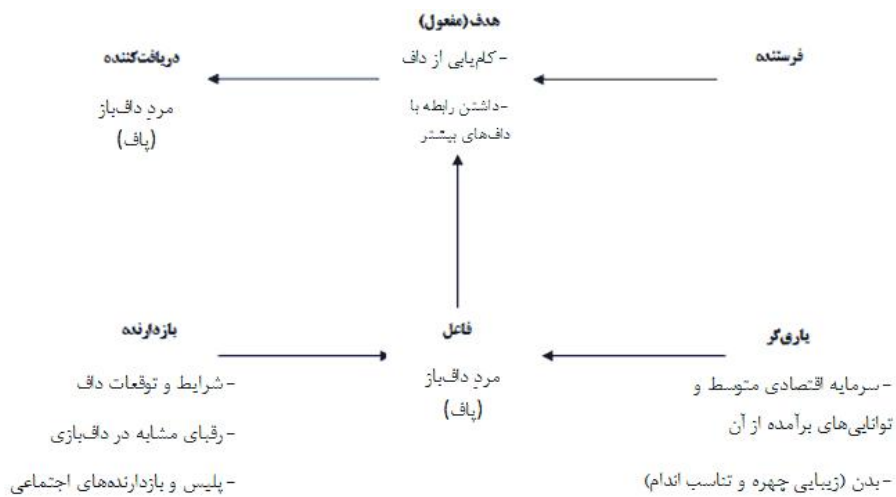 هدف(مفعول)
-کامیابی از داف
-داشتن رابطه با
داف‌های بیشتر
فرستنده
دریافت‌کننده
مردِ داف‌باز
(پاف)
یاری‌گر
-سرمایه اقتصادی متوسط و
توانایی‌های برآمده از آن
-بدن (زیبایی چهره و تناسب اندام)
فاعل
مردِ داف‌باز
(پاف)
بازدارنده
-شرایط و توقعات داف
-رقبای مشابه در داف‌بازی
-پلیس و بازدارنده‌های اجتماعی